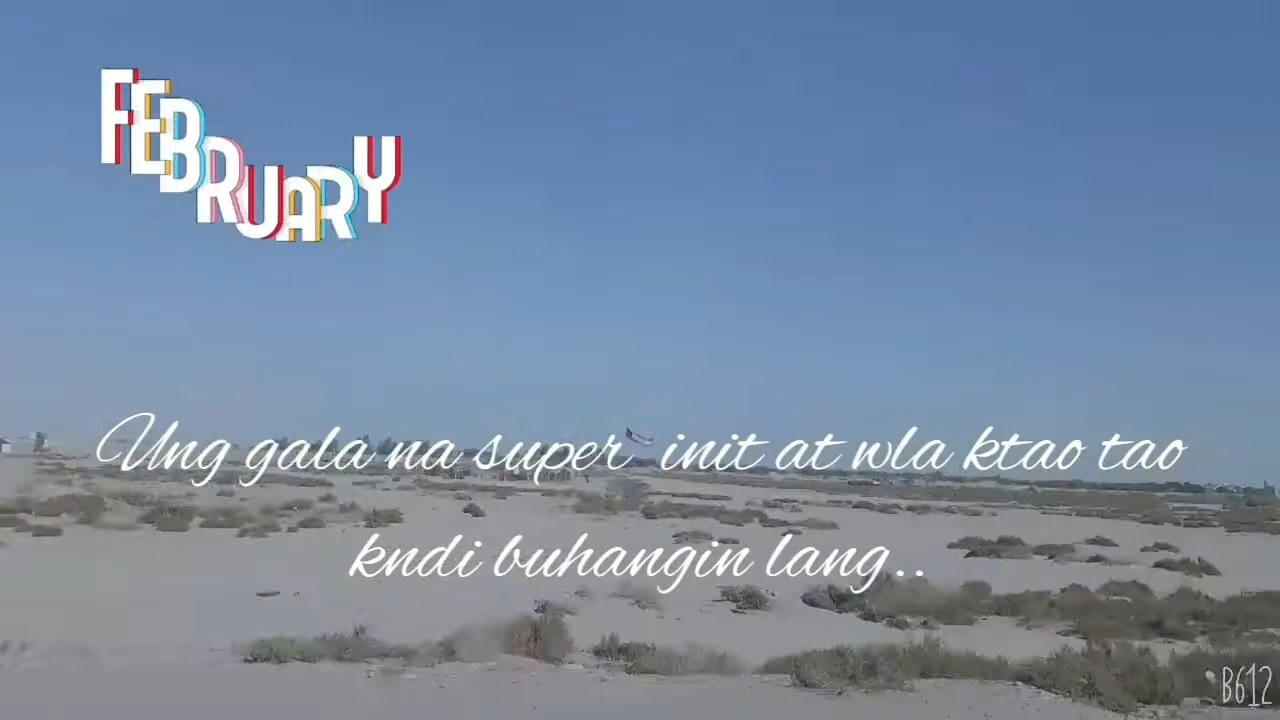 FEBRUARY
Ung gala na super init at wla ktao tao
kndi buhangin lang..
B612